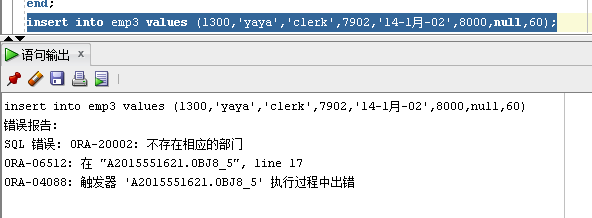 end;
insert into emp3 values (1300,'yaya','clerk',7902,'14-1月-02',8000,null,60);
语句输出 ×
insert into emp3 values (1300,'yaya','clerk',7902,'14-1月-02',8000,null,60)
错误报告:
SQL 错误: ORA-20002: 不存在相应的部门
ORA-06512: 在 "A2015551621.OBJ8_5", line 17
ORA-04088: 触发器 'A2015551621.OBJ8_5' 执行过程中出错